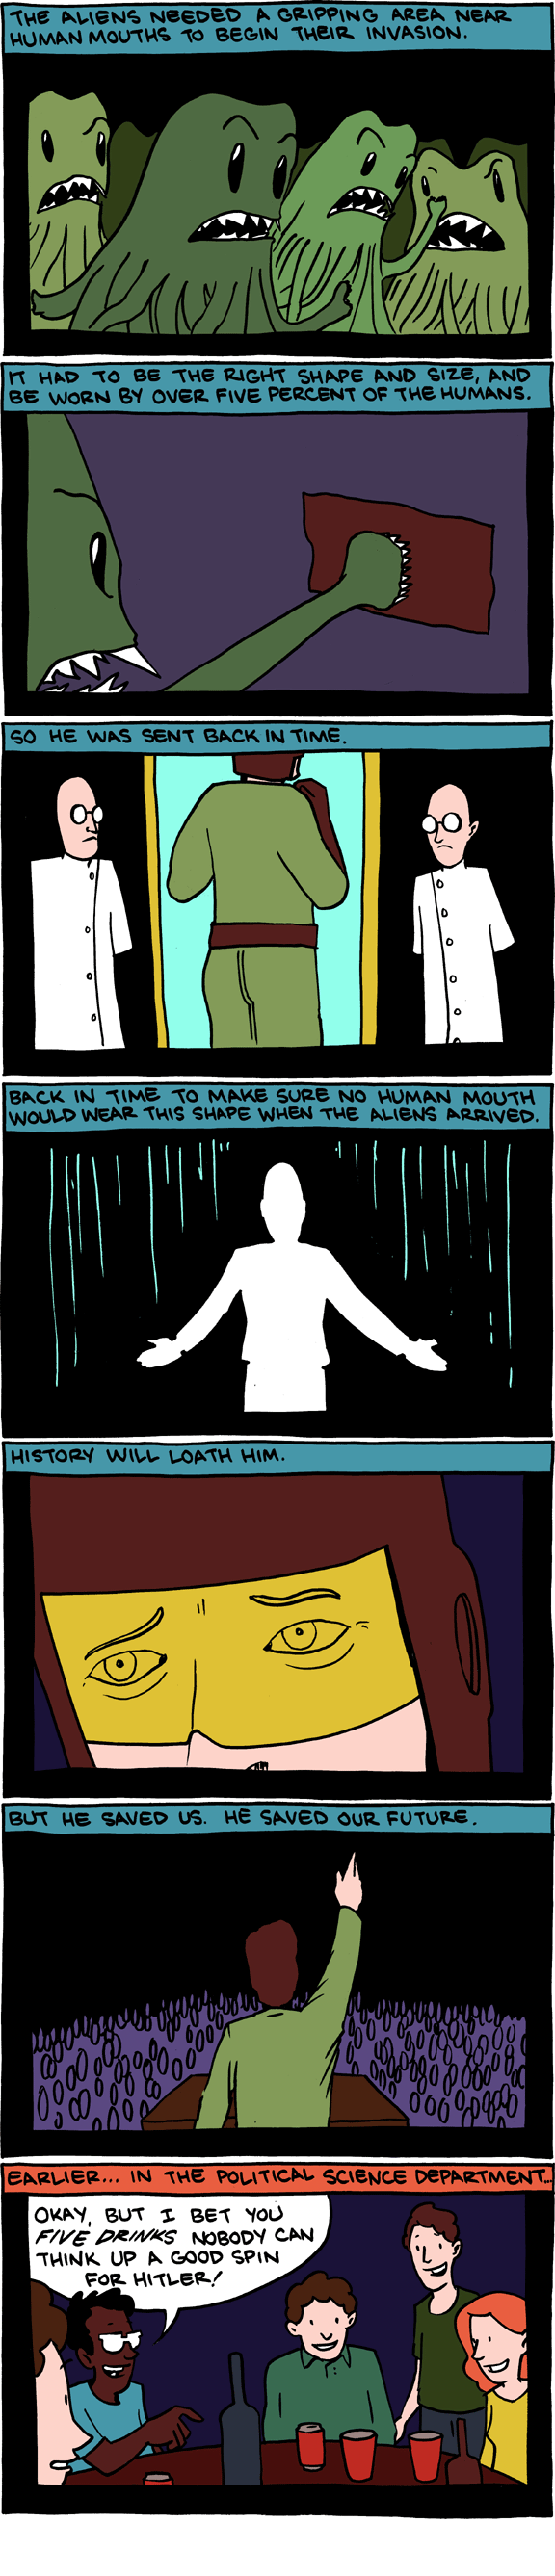 THE ALIENS NEEDED A GRIPPING AREA NEAR
HUMAN MOUTHS TO BEGIN THEIR INVASION.
IT HAD TO BE THE RIGHT SHAPE AND SIZE, AND
BE WORN BY OVER FIVE PERCENT OF THE HUMANS.
SO HE WAS SENT BACK IN TIME.
BACK IN TIME TO MAKE SURE NO HUMAN MOUTH
WOULD WEAR THIS SHAPE WHEN THE ALIENS ARRIVED.
HISTORY WILL LOATH HIM.
BUT HE SAVED US. HE SAVED OUR FUTURE.
EARLIER... IN THE POLITICAL SCIENCE DEPARTMENT...
OKAY, BUT I BET YOU
FIVE DRINKS NOBODY CAN
THINK UP A GOOD SPIN
FOR HITLER!